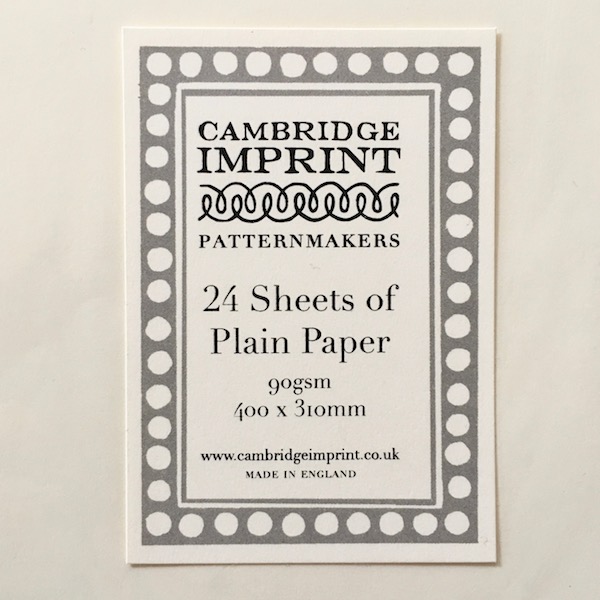 CAMBRIDGE
IMPRINT
PATTERNMAKERS
24 Sheets of
Plain Paper
90gsm
400 x 310mm
www.cambridgeimprint.co.uk
MADE IN ENGLAND